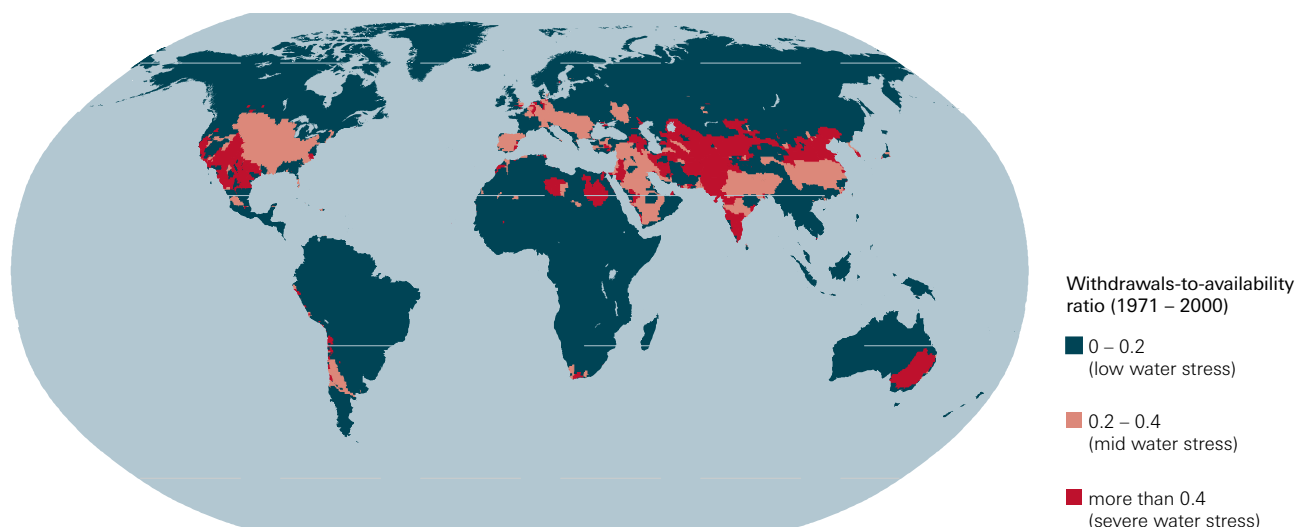 Withdrawals-to-availability
ratio (1971 – 2000)
0 – 0.2
(low water stress)
0.2 – 0.4
(mid water stress)
more than 0.4
(severe water stress)